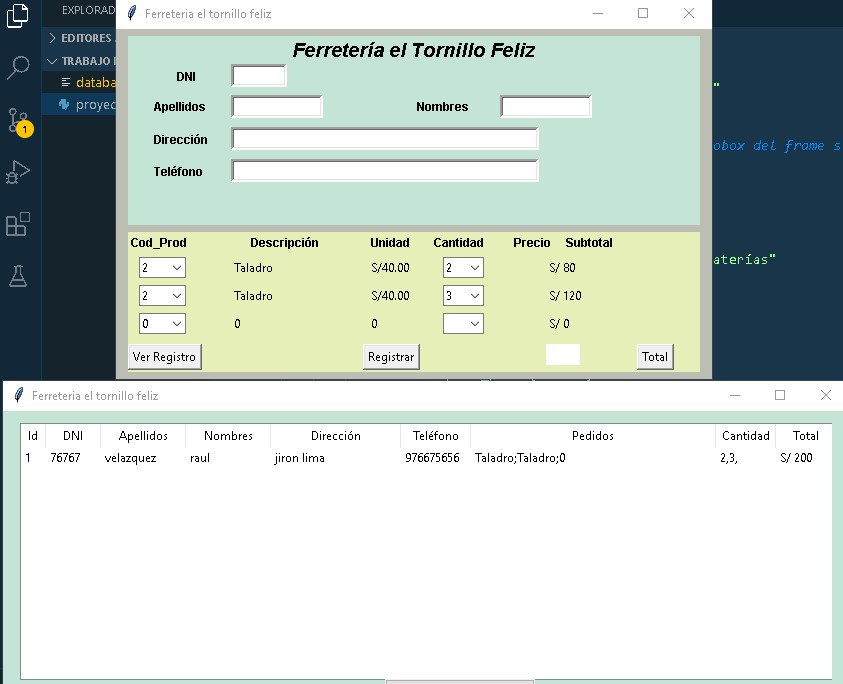 EXPLORAD
Ferreteria el tornillo feliz
EDITORES
TRABAJO
databa
proyec
1
Ferretería el Tornillo Feliz
DNI
Apellidos Nombres
Dirección
Teléfono
"
obox del frame s
aterías"
Cod_Prod Descripción Unidad Cantidad Precio Subtotal
2 Taladro S/40.00 2 S/ 80
2 Taladro S/40.00 3 S/ 120
0 0 0 S/ 0
Ver Registro Registrar Total
Ferreteria el tornillo feliz
Id DNI Apellidos Nombres Dirección Teléfono Pedidos Cantidad Total
1 76767 velazquez raul jiron lima 976675656 Taladro;Taladro;0 2,3, S/ 200